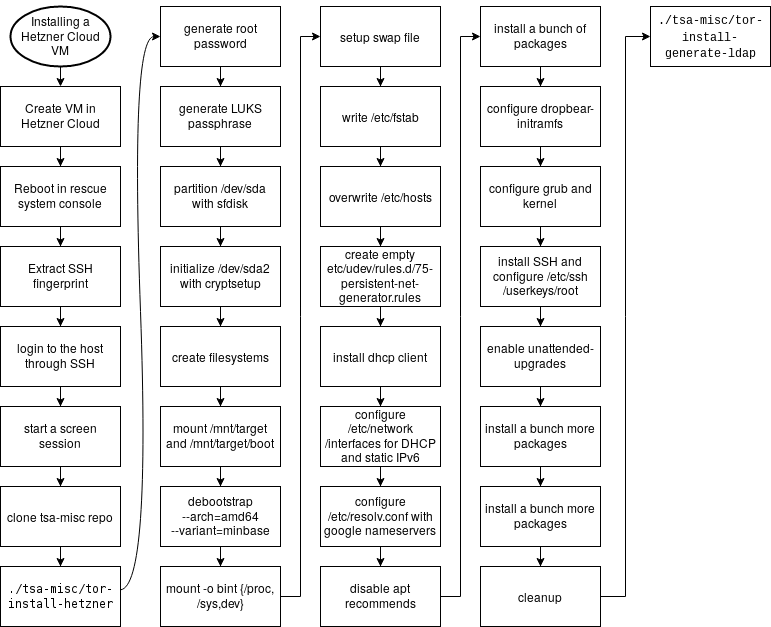 Installing a
Hetzner Cloud
VM
Create VM in
Hetzner Cloud
Reboot in rescue
system console
Extract SSH
fingerprint
login to the host
through SSH
start a screen
session
clone tsa-misc repo
./tsa-misc/tor-
install-hetzner
generate root
password
generate LUKS
passphrase
partition /dev/sda
with sfdisk
initialize /dev/sda2
with cryptsetup
create filesystems
mount /mnt/target
and /mnt/target/boot
debootstrap
--arch=amd64
--variant=minbase
mount -o bint {/proc,
/sys,dev}
setup swap file
write /etc/fstab
overwrite /etc/hosts
create empty
etc/udev/rules.d/75-
persistent-net-
generator.rules
install dhcp client
configure
/etc/network
/interfaces for DHCP
and static IPv6
configure
/etc/resolv.conf with
google nameservers
disable apt
recommends
install a bunch of
packages
configure dropbear-
initramfs
configure grub and
kernel
install SSH and
configure /etc/ssh
/userkeys/root
enable unattended-
upgrades
install a bunch more
packages
install a bunch more
packages
cleanup
./tsa-misc/tor-
install-
generate-ldap